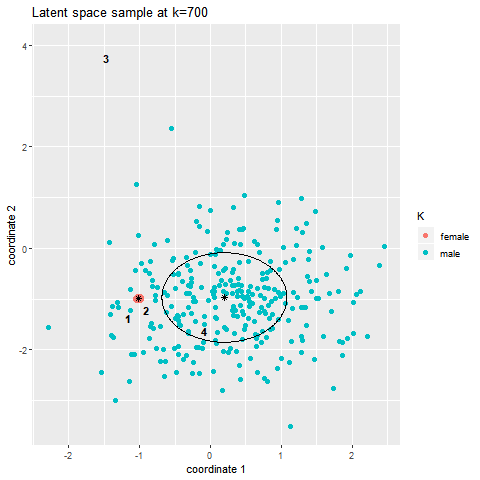 Latent space sample at k=700
4
3
2
0
-2
1
2
4
-2
-1
0
1
2
coordinate 1
coordinate 2
K
female
male